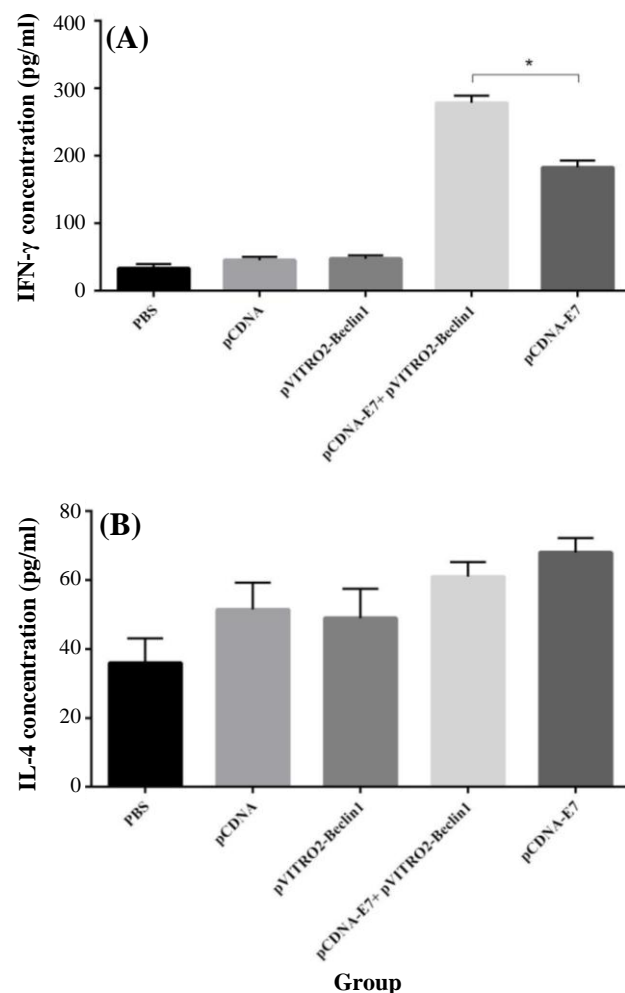 (A)
IFN-γ concentration (pg/ml)
400
300
200
100
0
*
PBS
pCDNA
pVITRO2-Beclin1
pCDNA-E7+ pVITRO2-Beclin1
pCDNA-E7
(B)
IL-4 concentration (pg/ml)
80
60
40
20
0
PBS
pCDNA
pVITRO2-Beclin1
pCDNA-E7+ pVITRO2-Beclin1
pCDNA-E7
Group